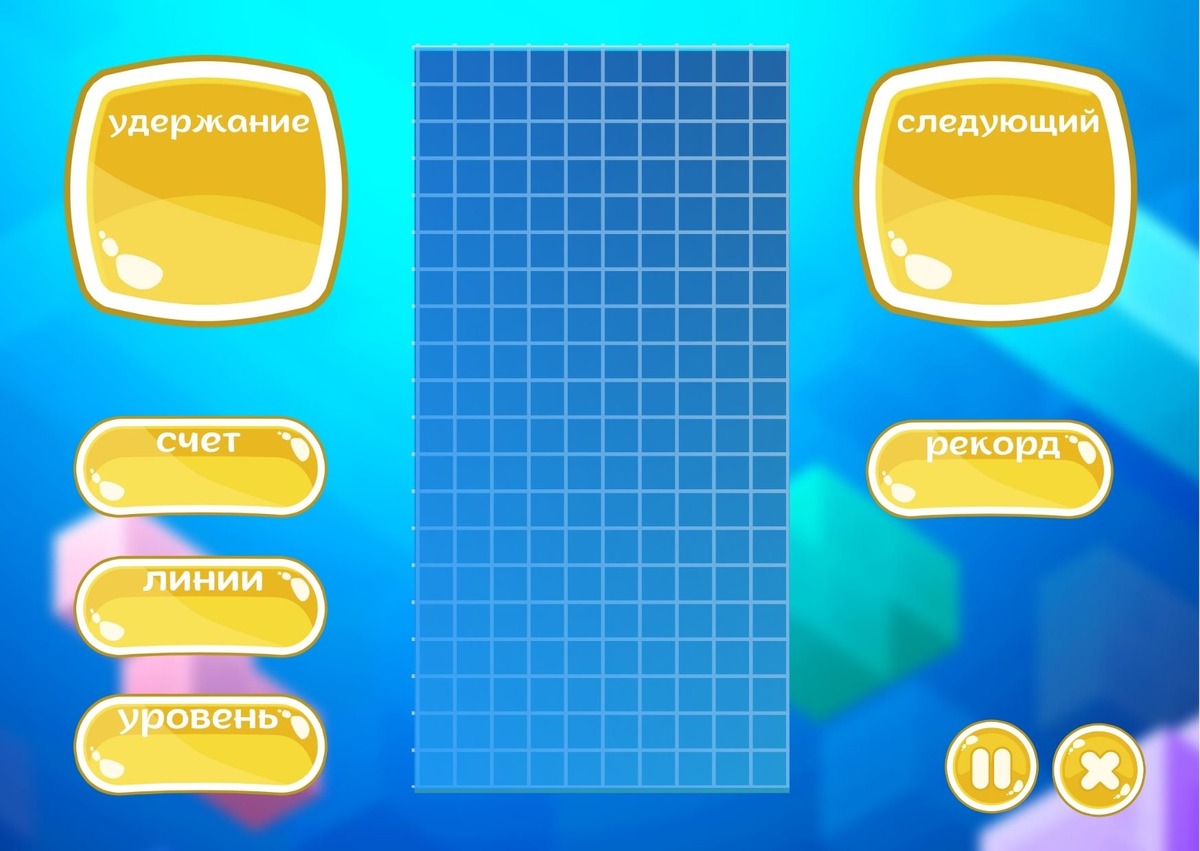 удержание
следующий
счет
рекорд
линии
уровень